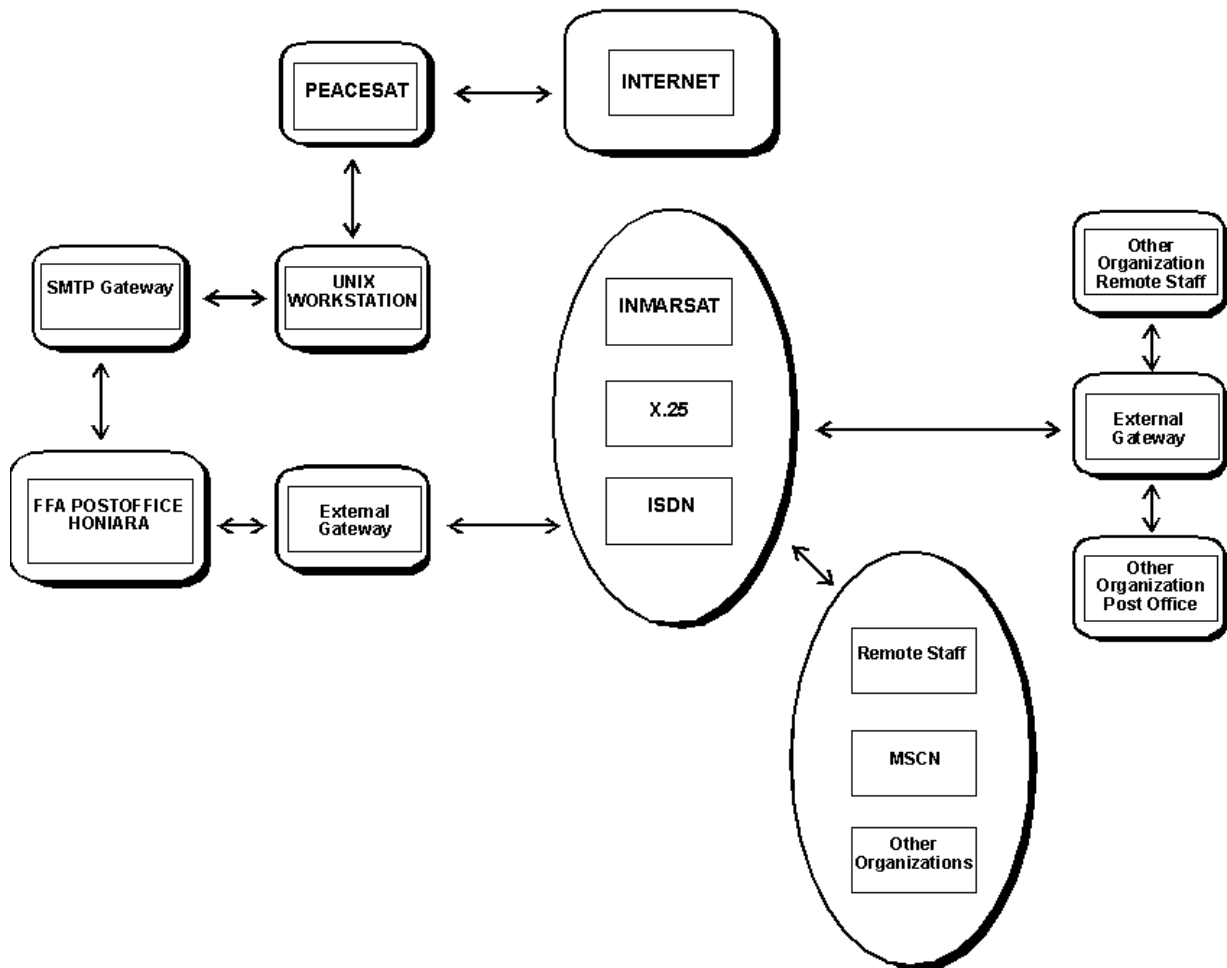 PEACESAT
INTERNET
SMTP Gateway
UNIX
WORKSTATION
INMARSAT
X.25
ISDN
Other
Organization
Remote Staff
External
Gateway
Other
Organization
Post Office
FFA POSTOFFICE
HONIARA
External
Gateway
Remote Staff
MSCN
Other
Organizations